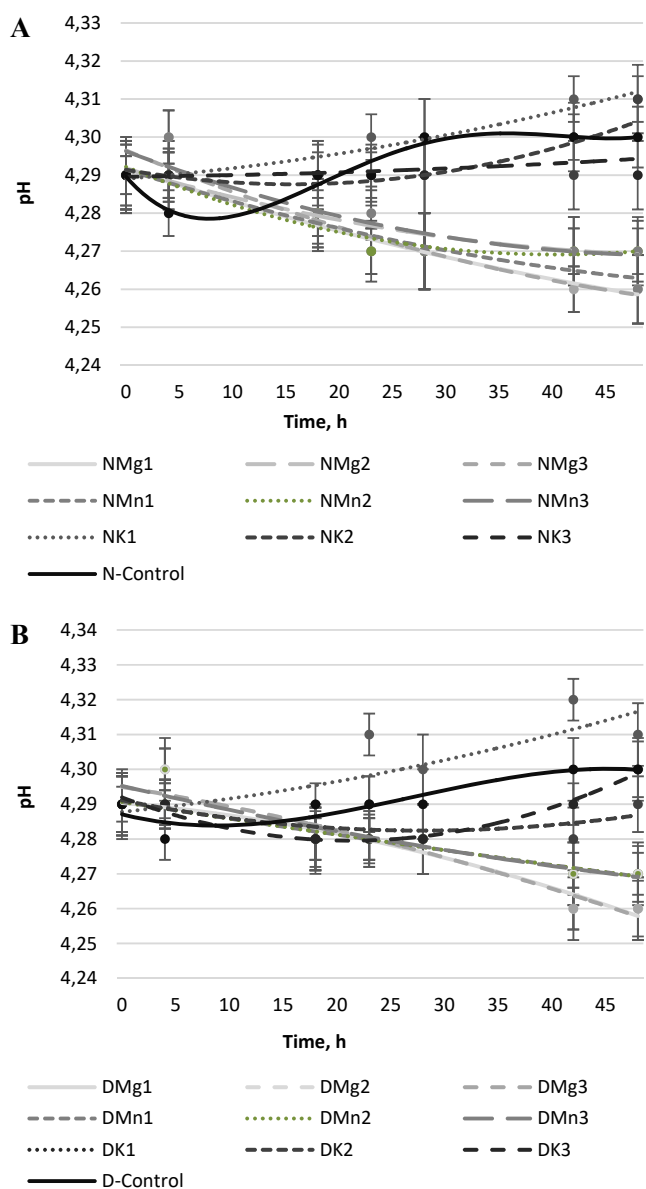 A
4,33
4,32
4,31
4,30
4,29
4,28
4,27
4,26
4,25
4,24
pH
0 5 10 15 20 25 30 35 40 45
Time, h
NMg1 NMg2 NMg3
NMn1 NMn2 NMn3
NK1 NK2 NK3
N-Control
B
4,34
4,33
4,32
4,31
4,30
4,29
4,28
4,27
4,26
4,25
4,24
pH
0 5 10 15 20 25 30 35 40 45
Time, h
DMg1 DMg2 DMg3
DMn1 DMn2 DMn3
DK1 DK2 DK3
D-Control